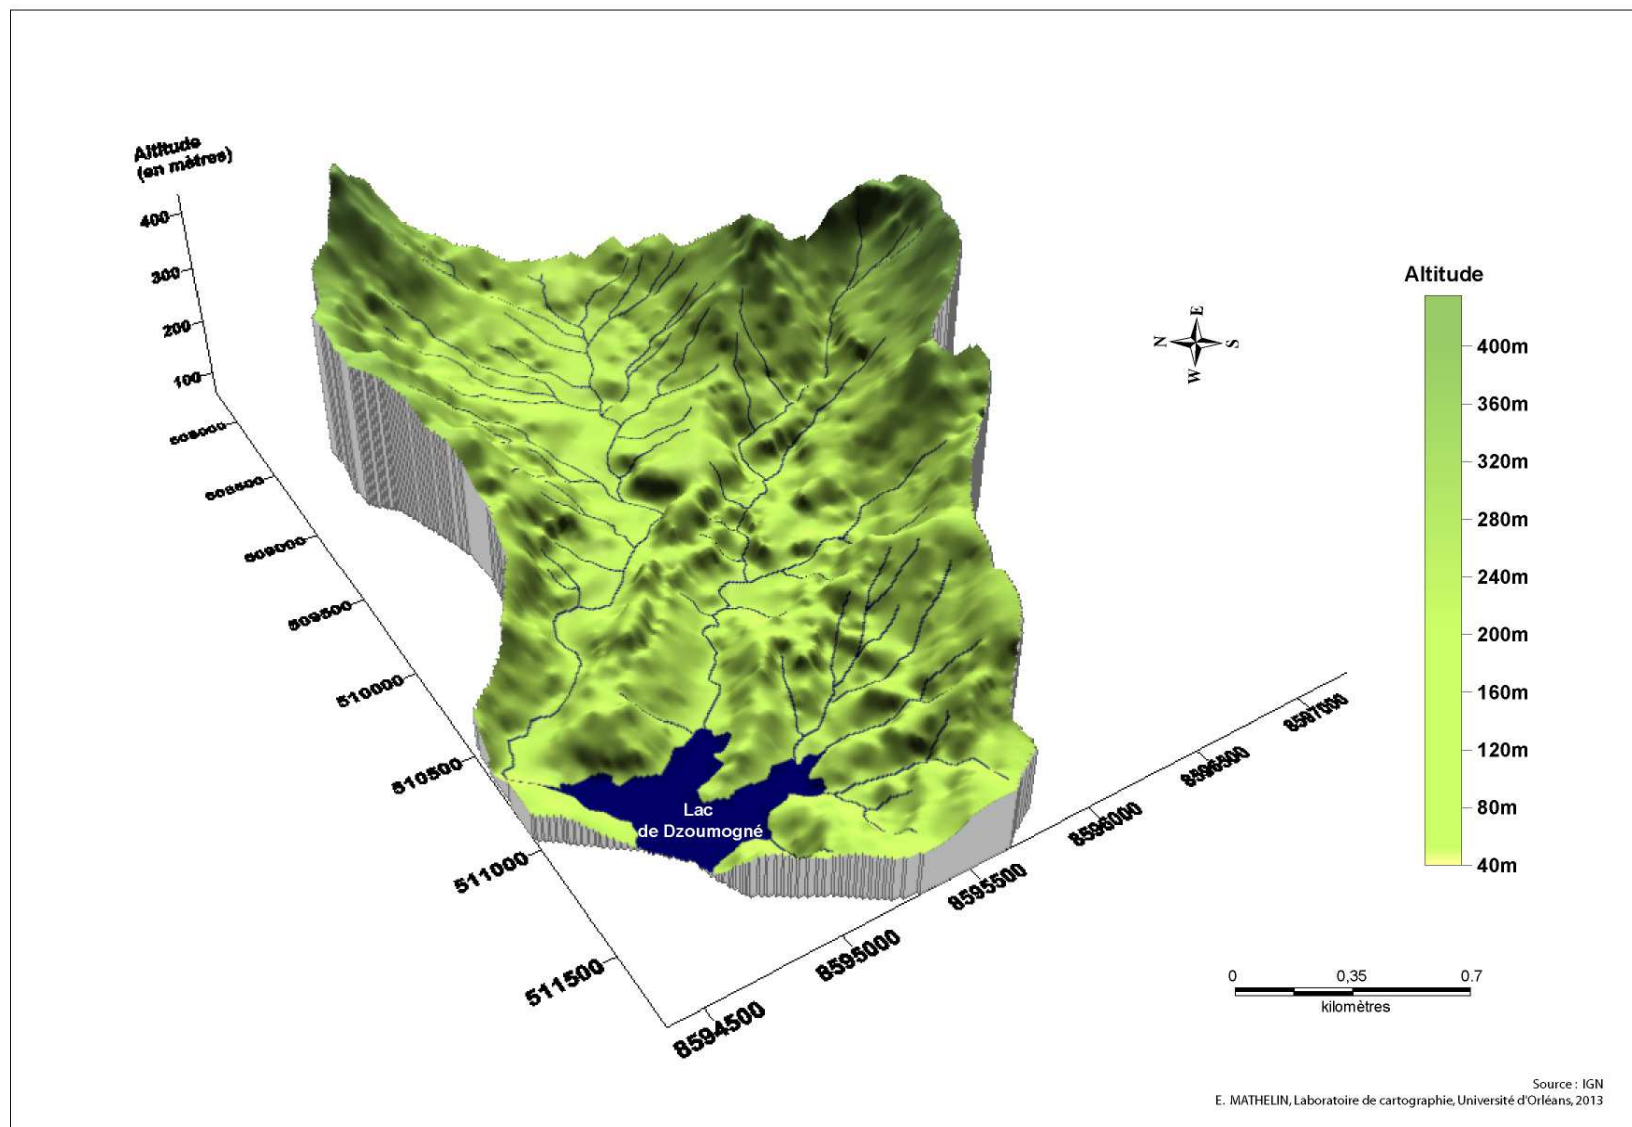 Altitude
(en mètres)
400
300
200
100
508000
508500
509000
509500
510000
510500
511000
511500
8594500
8595000
8595500
8596000
8596500
8597000
Lac
de Dzoumogné
N
E
S
W
Altitude
400m
360m
320m
280m
240m
200m
160m
120m
80m
40m
0 0,35 0.7
kilomètres
Source : IGN
E. MATHELIN, Laboratoire de cartographie, Université d'Orléans, 2013